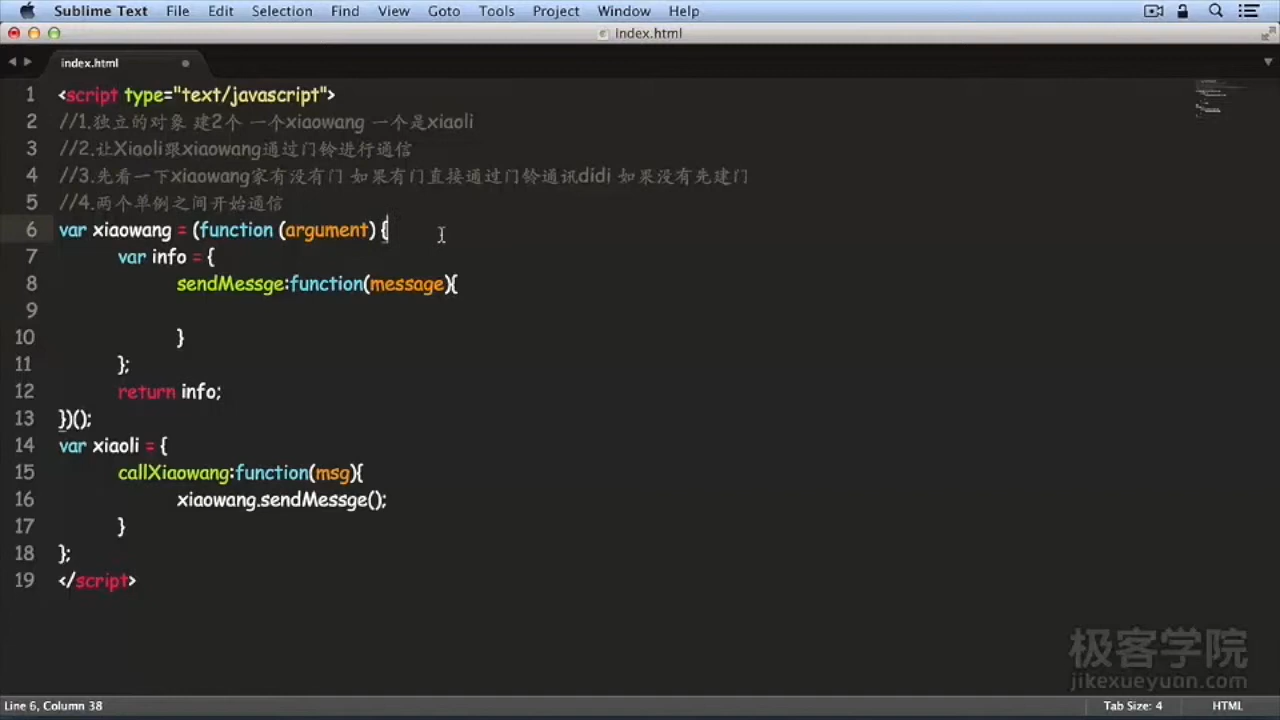 Sublime Text File Edit Selection Find View Goto Tools Project Window Help
index.html
index.html
1 <script type="text/javascript">
2 //1.独立的对象 建2个 一个xiaowang 一个是xiaoli
3 //2.让Xiaoli跟xiaowang通过门铃进行通信
4 //3.先看一下xiaowang家有没有门 如果有门直接通过门铃通讯didi 如果没有先建门
5 //4.两个单例之间开始通信
6 var xiaowang = (function (argument) {
7 var info = {
8 sendMessge:function(message){
9
10 }
11 };
12 return info;
13 })();
14 var xiaoli = {
15 callXiaowang:function(msg){
16 xiaowang.sendMessge();
17 }
18 };
19 </script>
极客学院
jikexueyuan.com
Line 6, Column 38 Tab Size: 4 HTML